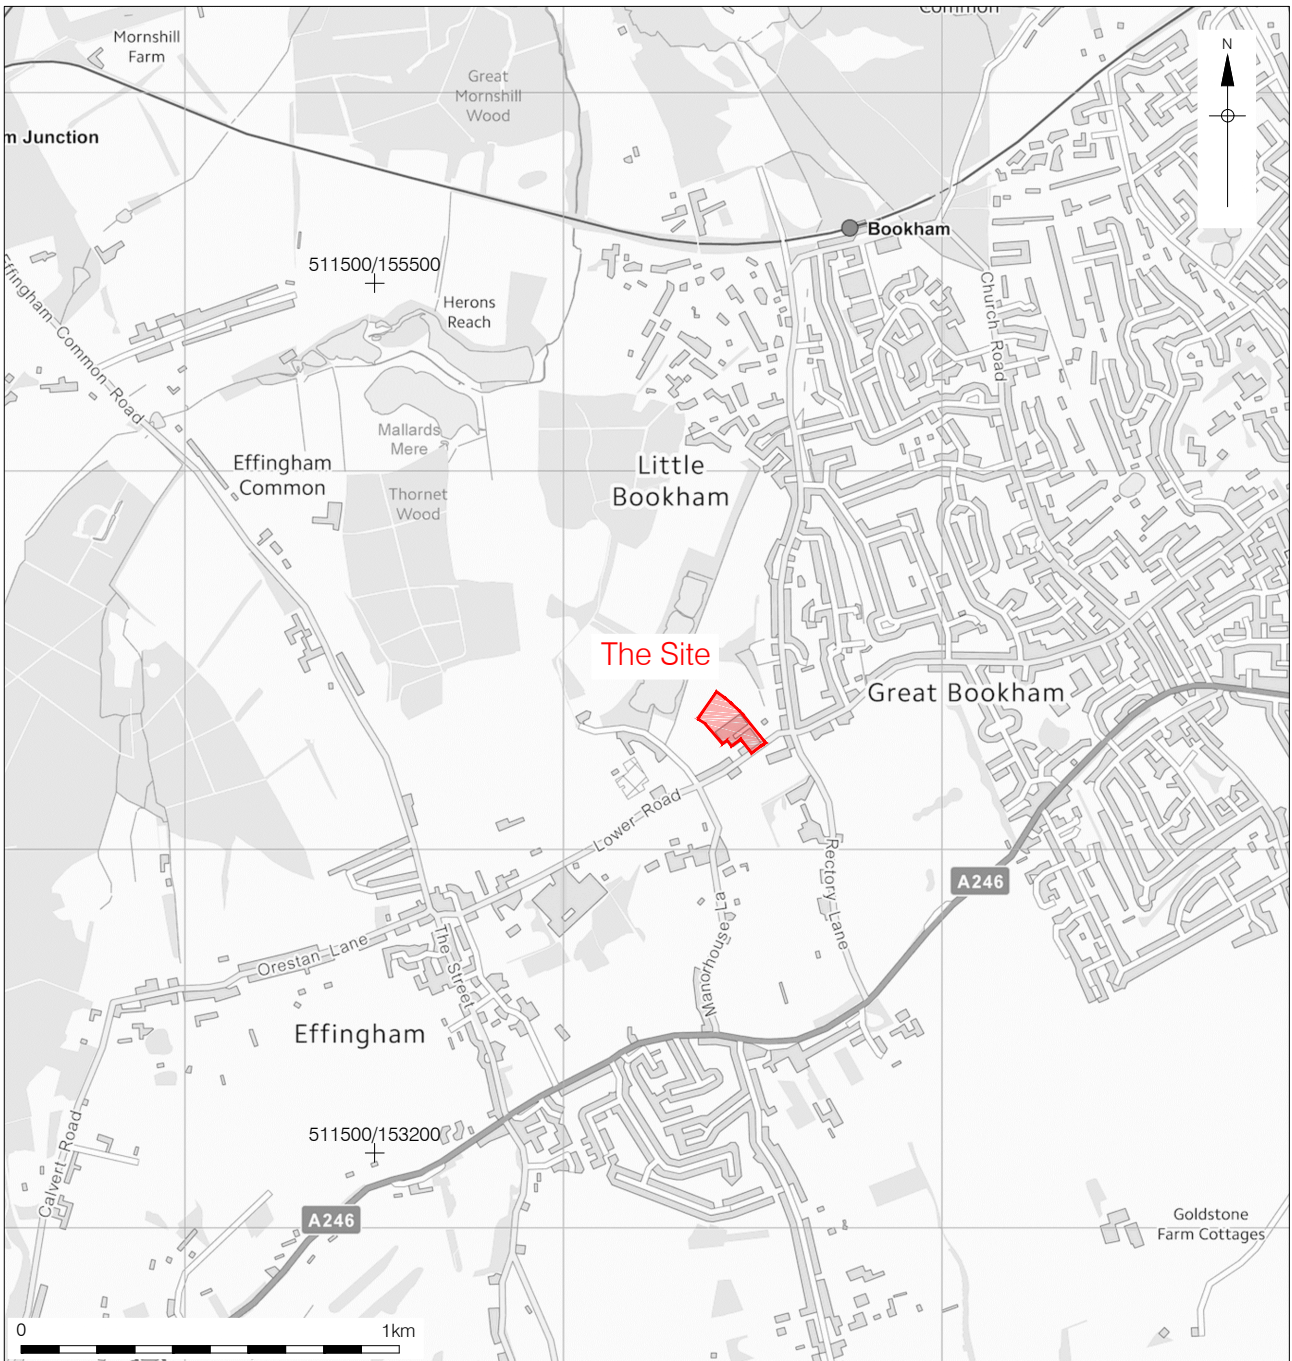 Common
Mornshill
Farm
Great
Mornshill
Wood
N
m Junction
Bookham
511500/155500
Herons
Reach
Effingham Common Road
Church Road
Mallards
Mere
Effingham
Common
Little
Bookham
Thornet
Wood
The Site
Great Bookham
Lower Road
Rectory Lane
A246
Manorhouse La
Orestan Lane
The Street
Effingham
511500/153200
Calvert Road
A246
Goldstone
Farm Cottages
0 1km